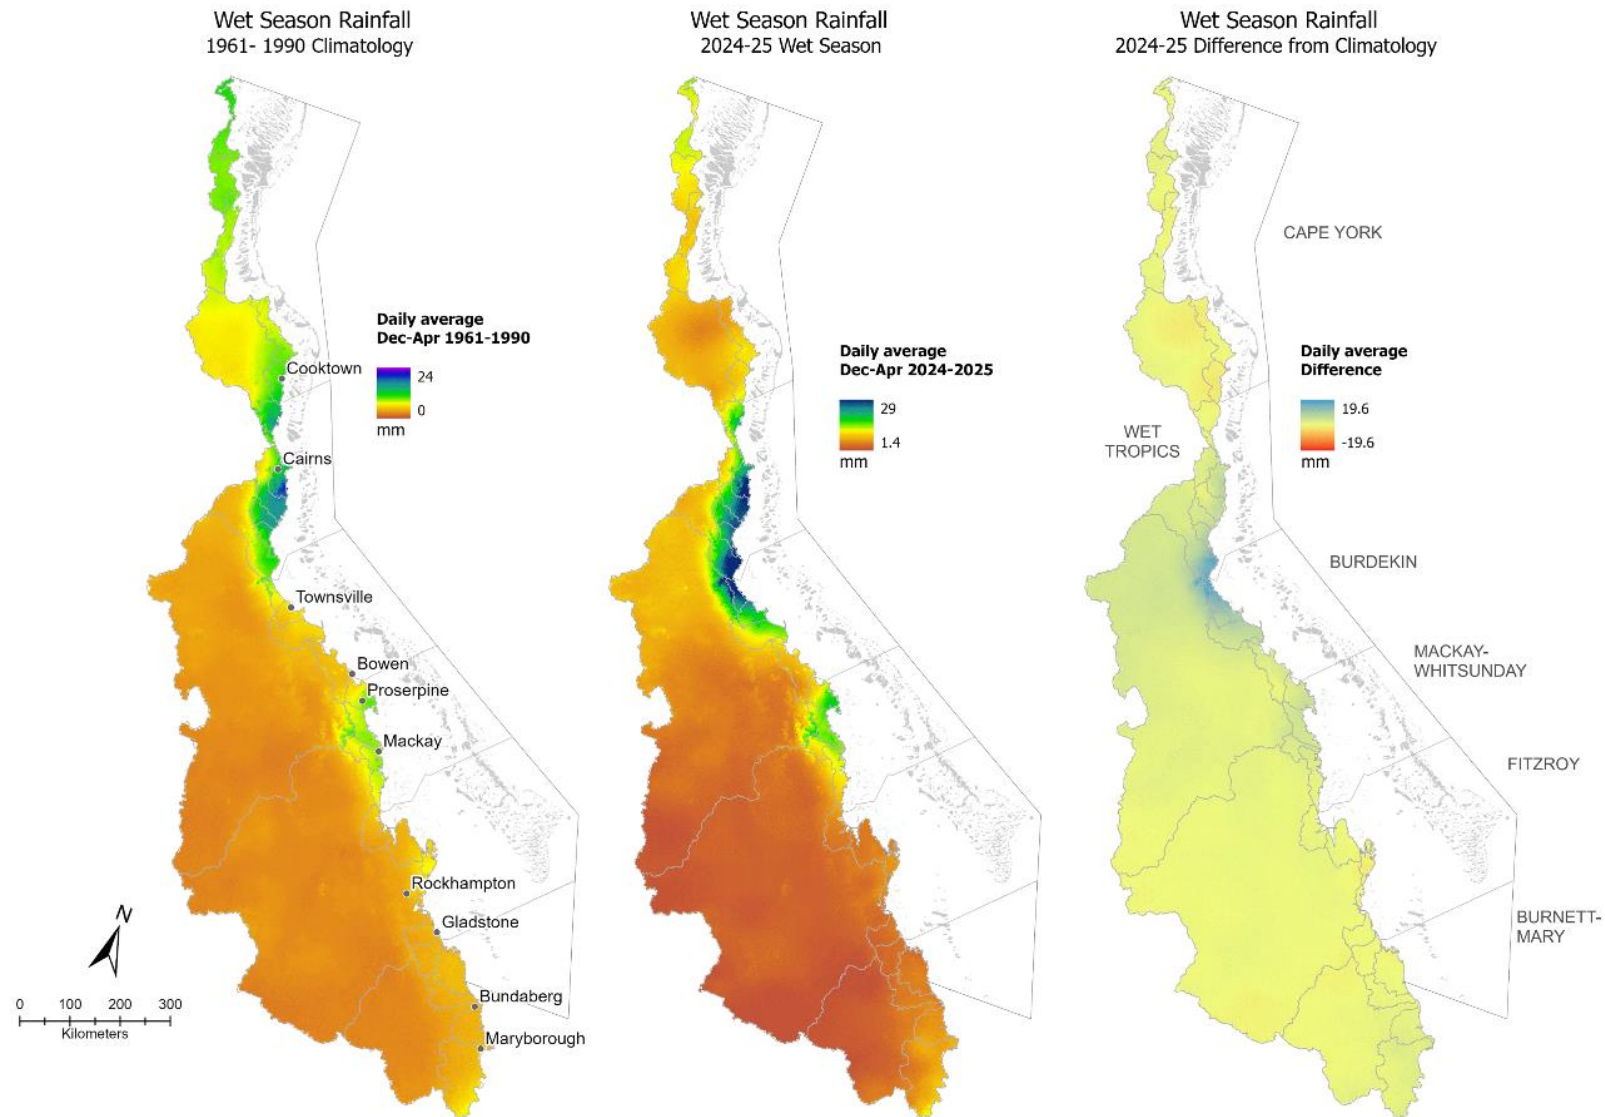 Wet Season Rainfall
1961- 1990 Climatology
Wet Season Rainfall
2024-25 Wet Season
Wet Season Rainfall
2024-25 Difference from Climatology
CAPE YORK
Daily average
Dec-Apr 1961-1990
24
0
mm
Daily average
Dec-Apr 2024-2025
29
1.4
mm
Daily average
Difference
19.6
-19.6
mm
Cooktown
WET
TROPICS
Cairns
BURDEKIN
Townsville
Bowen
Proserpine
MACKAY-
WHITSUNDAY
Mackay
FITZROY
Rockhampton
Gladstone
BURNETT-
MARY
N
Bundaberg
0 100 200 300
Kilometers
Maryborough